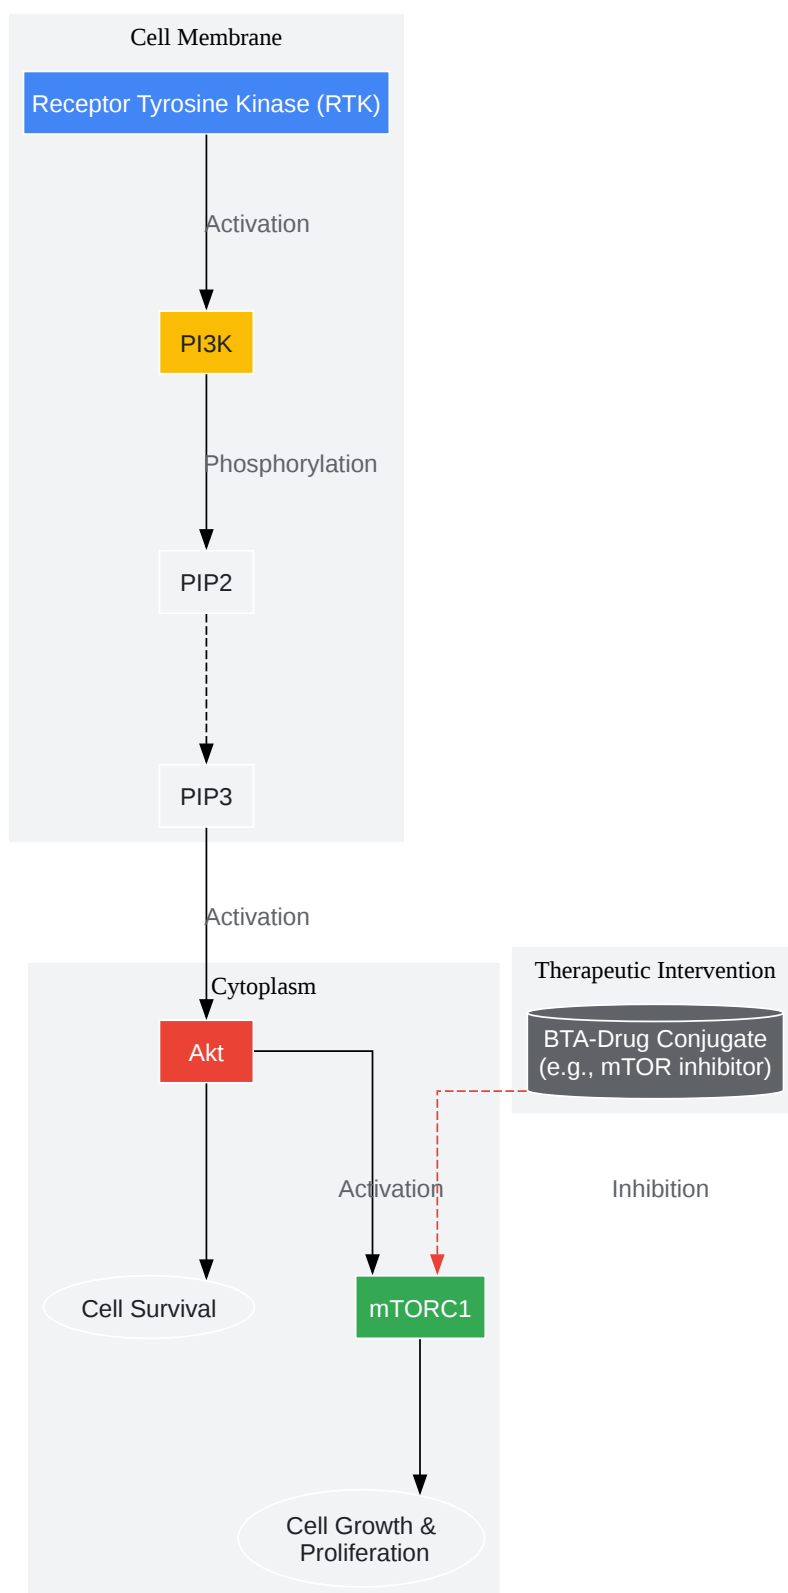 Cell Membrane
Receptor Tyrosine Kinase (RTK)
Activation
PI3K
Phosphorylation
PIP2
PIP3
Activation
Cytoplasm
Akt
Therapeutic Intervention
BTA-Drug Conjugate
(e.g., mTOR inhibitor)
Activation
Inhibition
Cell Survival
mTORC1
Cell Growth &
Proliferation